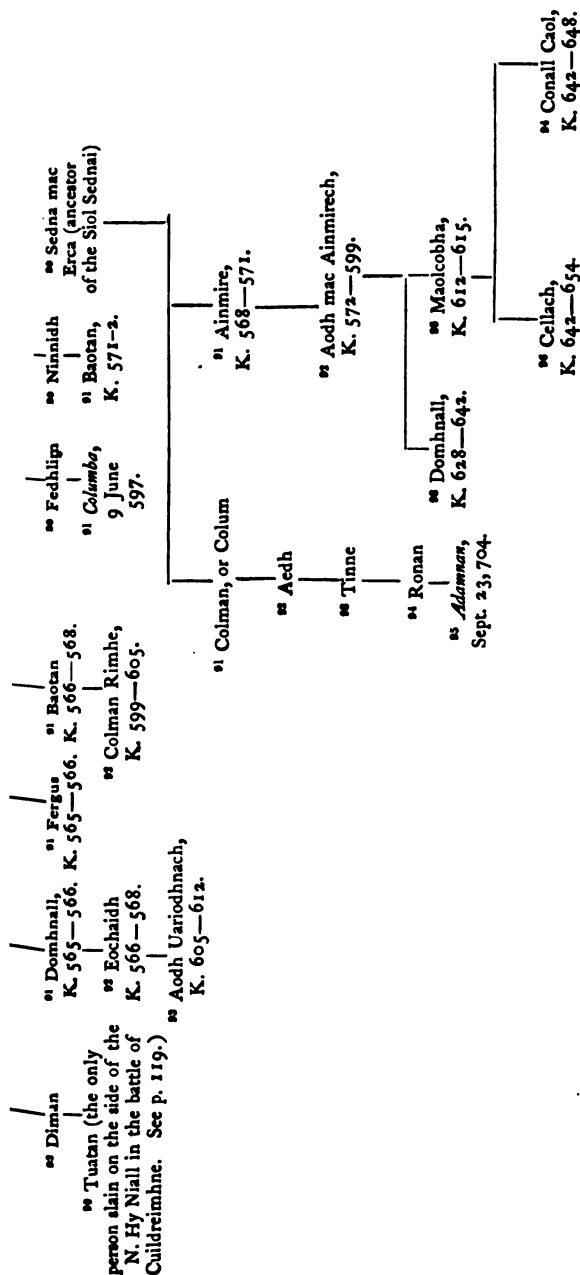 Diman
Tuatan (the only
person slain on the side of the
N. Hy Niall in the battle of
Cuildreimhne. See p. 119.)
91 Domhnall,
K. 565—566.
92 Eochaidh
K. 566—568.
93 Aodh Uariodhnach,
K. 605—612.
91 Fergus
K. 565—566.
91 Baotan
K. 566—568.
92 Colman Rimhe,
K. 599—605.
90 Fedhlim
91 Columba,
9 June
597.
90 Ninnidh
91 Baotan,
K. 571-2.
90 Sedna mac
Erca (ancestor
of the Siol Sednai)
91 Colman, or Colum
92 Aedh
93 Tinne
94 Ronan
95 Adamnan,
Sept. 23, 704.
91 Ainmire,
K. 568—571.
92 Aodh mac Ainmirech,
K. 572—599.
93 Domhnall,
K. 628—642.
93 Maolcobha,
K. 612—615.
94 Cellach,
K. 642—654.
94 Conall Caol,
K. 642—648.